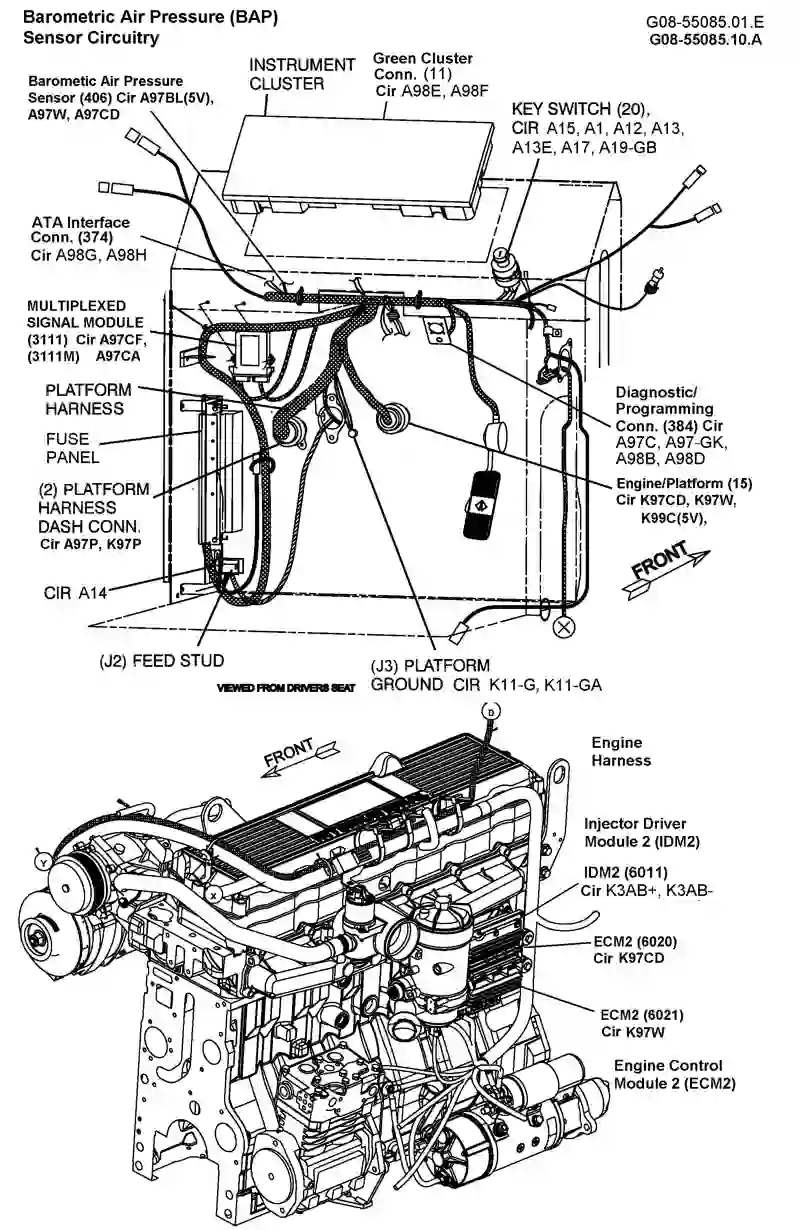 Barometric Air Pressure (BAP)
Sensor Circuitry
G08-55085.01.E
G08-55085.10.A
INSTRUMENT
CLUSTER
Green Cluster
Conn. (11)
Cir A98E, A98F
Barometic Air Pressure
Sensor (406) Cir A97BL(5V),
A97W, A97CD
KEY SWITCH (20),
CIR A15, A1, A12, A13,
A13E, A17, A19-GB
ATA Interface
Conn. (374)
Cir A98G, A98H
MULTIPLEXED
SIGNAL MODULE
(3111) Cir A97CF,
(3111M) A97CA
PLATFORM
HARNESS
FUSE
PANEL
(2) PLATFORM
HARNESS
DASH CONN.
Cir A97P, K97P
CIR A14
Diagnostic/
Programming
Conn. (384) Cir
A97C, A97-GK,
A98B, A98D
Engine/Platform (15)
Cir K97CD, K97W,
K99C(5V),
FRONT
(J2) FEED STUD
VIEWED FROM DRIVERS SEAT
(J3) PLATFORM
GROUND CIR K11-G, K11-GA
D
FRONT
Engine
Harness
Injector Driver
Module 2 (IDM2)
IDM2 (6011)
Cir K3AB+, K3AB-
Y
X
ECM2 (6020)
Cir K97CD
ECM2 (6021)
Cir K97W
Engine Control
Module 2 (ECM2)